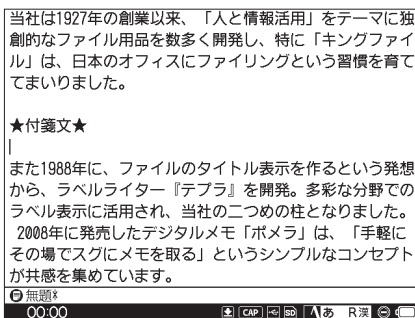 当社は1927年の創業以来、「人と情報活用」をテーマに独
創的なファイル用品を数多く開発し、特に「キングファイ
ル」は、日本のオフィスにファイリングという習慣を育て
てまいりました。
★付箋文★
また1988年に、ファイルのタイトル表示を作るという発想
から、ラベルライター『テプラ』を開発。多彩な分野での
ラベル表示に活用され、当社の二つめの柱となりました。
2008年に発売したデジタルメモ「ポメラ」は、「手軽に
その場でスグにメモを取る」というシンプルなコンセプト
が共感を集めています。
無題*
00:00 CAP SD あ R漢